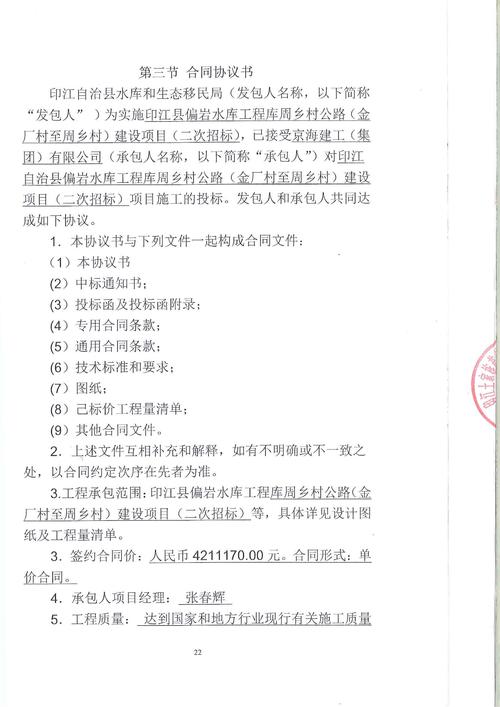 第三节 合同协议书
印江自治县水库和生态移民局（发包人名称，以下简称
“发包人”）为实施印江县偏岩水库工程库周乡村公路（金
厂村至周乡村）建设项目（二次招标），已接受京海建工（集
团）有限公司（承包人名称，以下简称“承包人”）对印江
自治县偏岩水库工程库周乡村公路（金厂村至周乡村）建设
项目（二次招标）项目施工的投标。发包人和承包人共同达
成如下协议。
1．本协议书与下列文件一起构成合同文件：
（1）本协议书
(2）中标通知书；
(3）投标函及投标函附录；
(4）专用合同条款；
(5）通用合同条款；
(6）技术标准和要求；
(7）图纸；
(8）己标价工程量清单；
(9）其他合同文件。
2．上述文件互相补充和解释，如有不明确或不一致之
处，以合同约定次序在先者为准。
3.工程承包范围：印江县偏岩水库工程库周乡村公路（金
厂村至周乡村）建设项目（二次招标）等，具体详见设计图
纸及工程量清单。
3．签约合同价：人民币 4211170.00 元。合同形式：单
价合同。
4．承包人项目经理： 张春辉
5．工程质量： 达到国家和地方行业现行有关施工质量
22